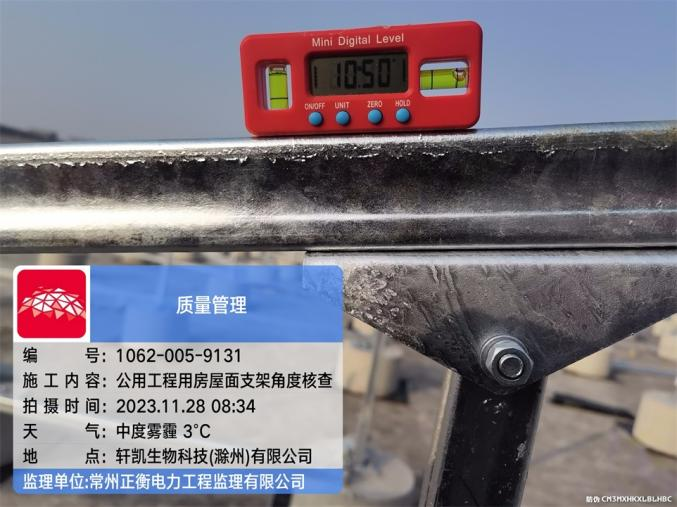 Mini Digital Level
10.50°
ON/OFF UNIT ZERO HOLD
质量管理
编号: 1062-005-9131
施工内容: 公用工程用房屋面支架角度核查
拍摄时间: 2023.11.28 08:34
天气: 中度雾霾 3℃
地点: 轩凯生物科技(滁州)有限公司
监理单位:常州正衡电力工程监理有限公司
防伪 CM3MXHKXLBLHBC